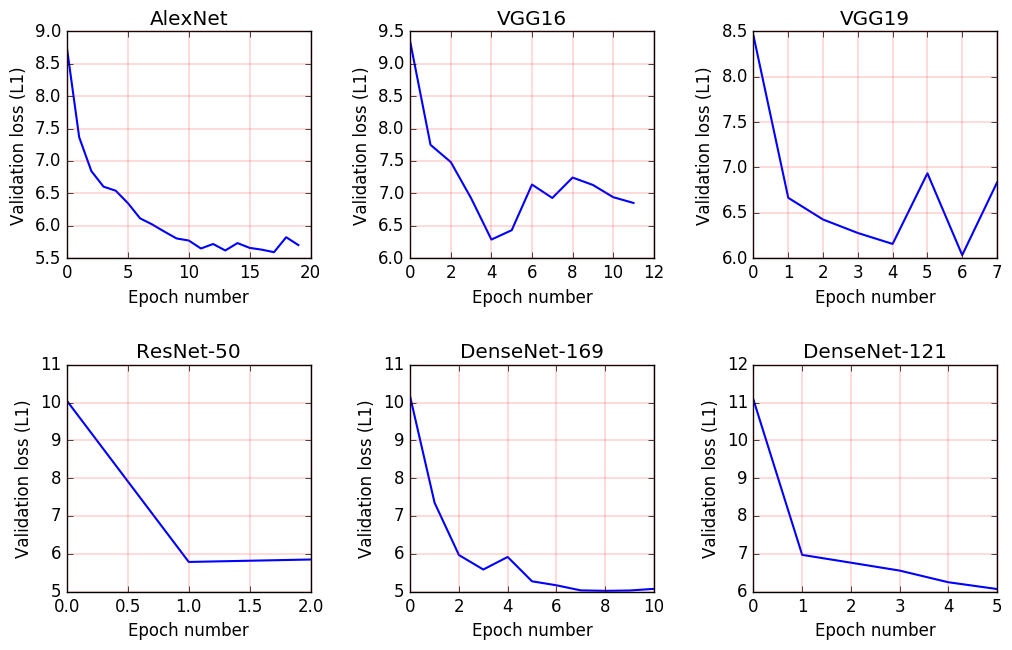 AlexNet
Validation loss (L1)
9.0
8.5
8.0
7.5
7.0
6.5
6.0
5.5
0 5 10 15 20
Epoch number
VGG16
Validation loss (L1)
9.5
9.0
8.5
8.0
7.5
7.0
6.5
6.0
0 2 4 6 8 10 12
Epoch number
VGG19
Validation loss (L1)
8.5
8.0
7.5
7.0
6.5
6.0
0 1 2 3 4 5 6 7
Epoch number
ResNet-50
Validation loss (L1)
11
10
9
8
7
6
5
0.0 0.5 1.0 1.5 2.0
Epoch number
DenseNet-169
Validation loss (L1)
11
10
9
8
7
6
5
0 2 4 6 8 10
Epoch number
DenseNet-121
Validation loss (L1)
12
11
10
9
8
7
6
0 1 2 3 4 5
Epoch number